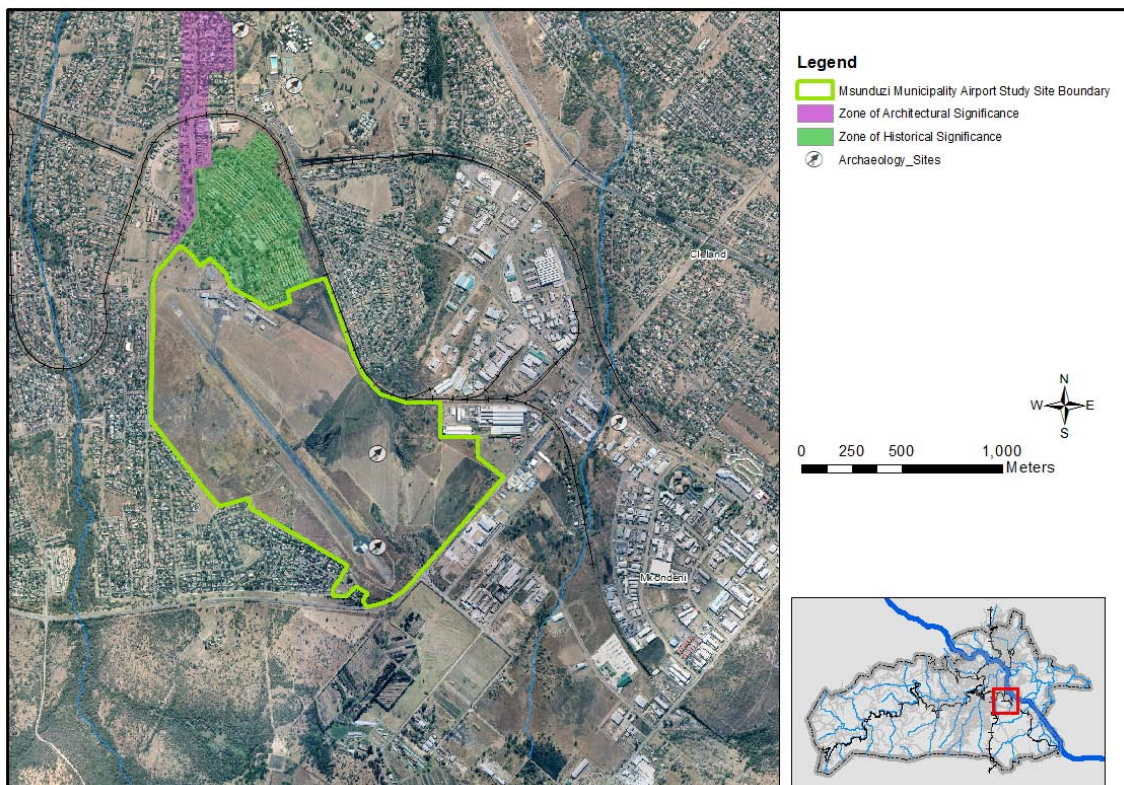 Legend
Msunduzi Municipality Airport Study Site Boundary
Zone of Architectural Significance
Zone of Historical Significance
Archaeology_Sites
Cleland
Mkondeni
N
W E
S
0 250 500 1,000
Meters